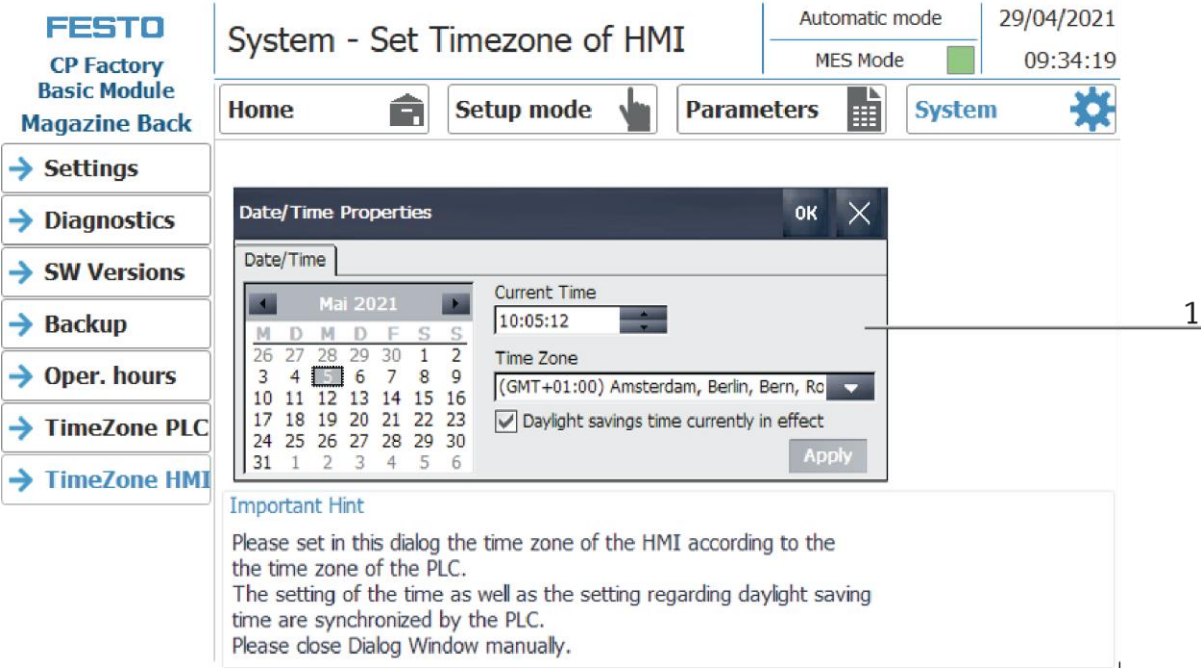 FESTO
CP Factory
Basic Module
Magazine Back
System - Set Timezone of HMI
Automatic mode
MES Mode
29/04/2021
09:34:19
Home
Setup mode
Parameters
System
Settings
Diagnostics
SW Versions
Backup
Oper. hours
TimeZone PLC
TimeZone HMI
Date/Time Properties
OK
Date/Time
Mai 2021
M D M D F S S
26 27 28 29 30 1 2
3 4 5 6 7 8 9
10 11 12 13 14 15 16
17 18 19 20 21 22 23
24 25 26 27 28 29 30
31 1 2 3 4 5 6
Current Time
10:05:12
Time Zone
(GMT+01:00) Amsterdam, Berlin, Bern, Ro
Daylight savings time currently in effect
Apply
1
Important Hint
Please set in this dialog the time zone of the HMI according to the
the time zone of the PLC.
The setting of the time as well as the setting regarding daylight saving
time are synchronized by the PLC.
Please close Dialog Window manually.